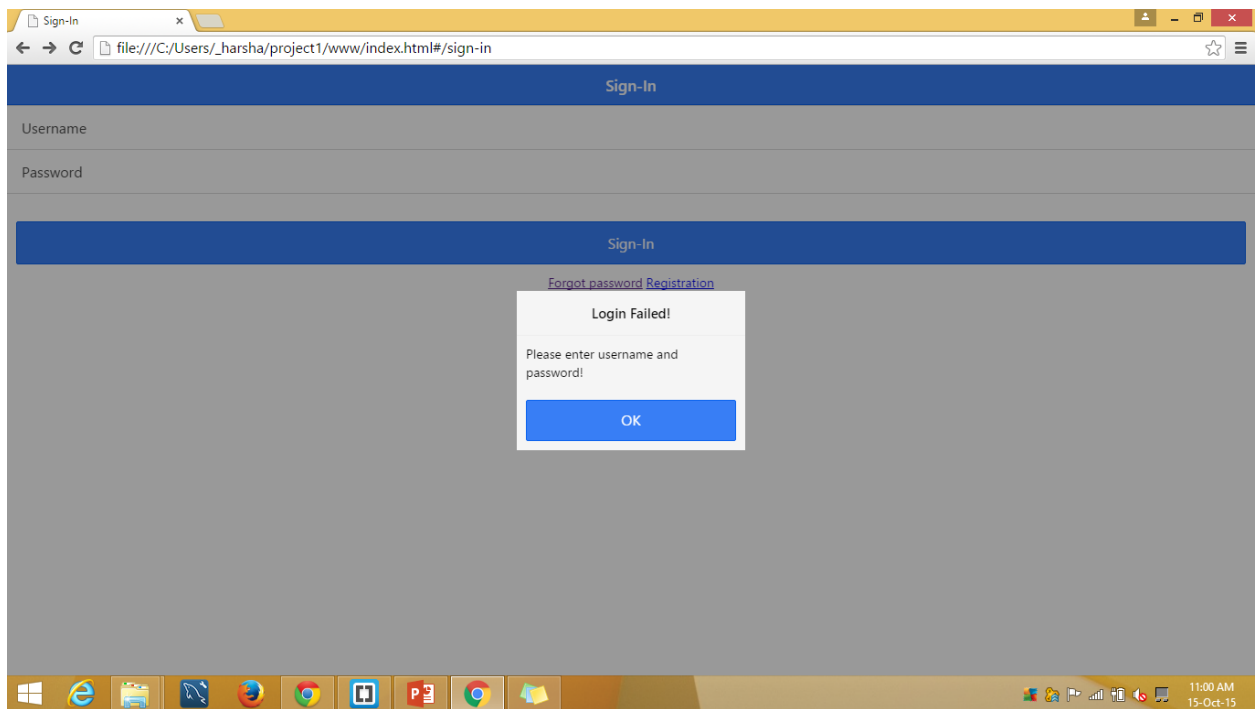 Sign-In
file:///C:/Users/_harsha/project1/www/index.html#/sign-in
Sign-In
Username
Password
Sign-In
Forgot password Registration
Login Failed!
Please enter username and
password!
OK
11:00 AM
15-Oct-15